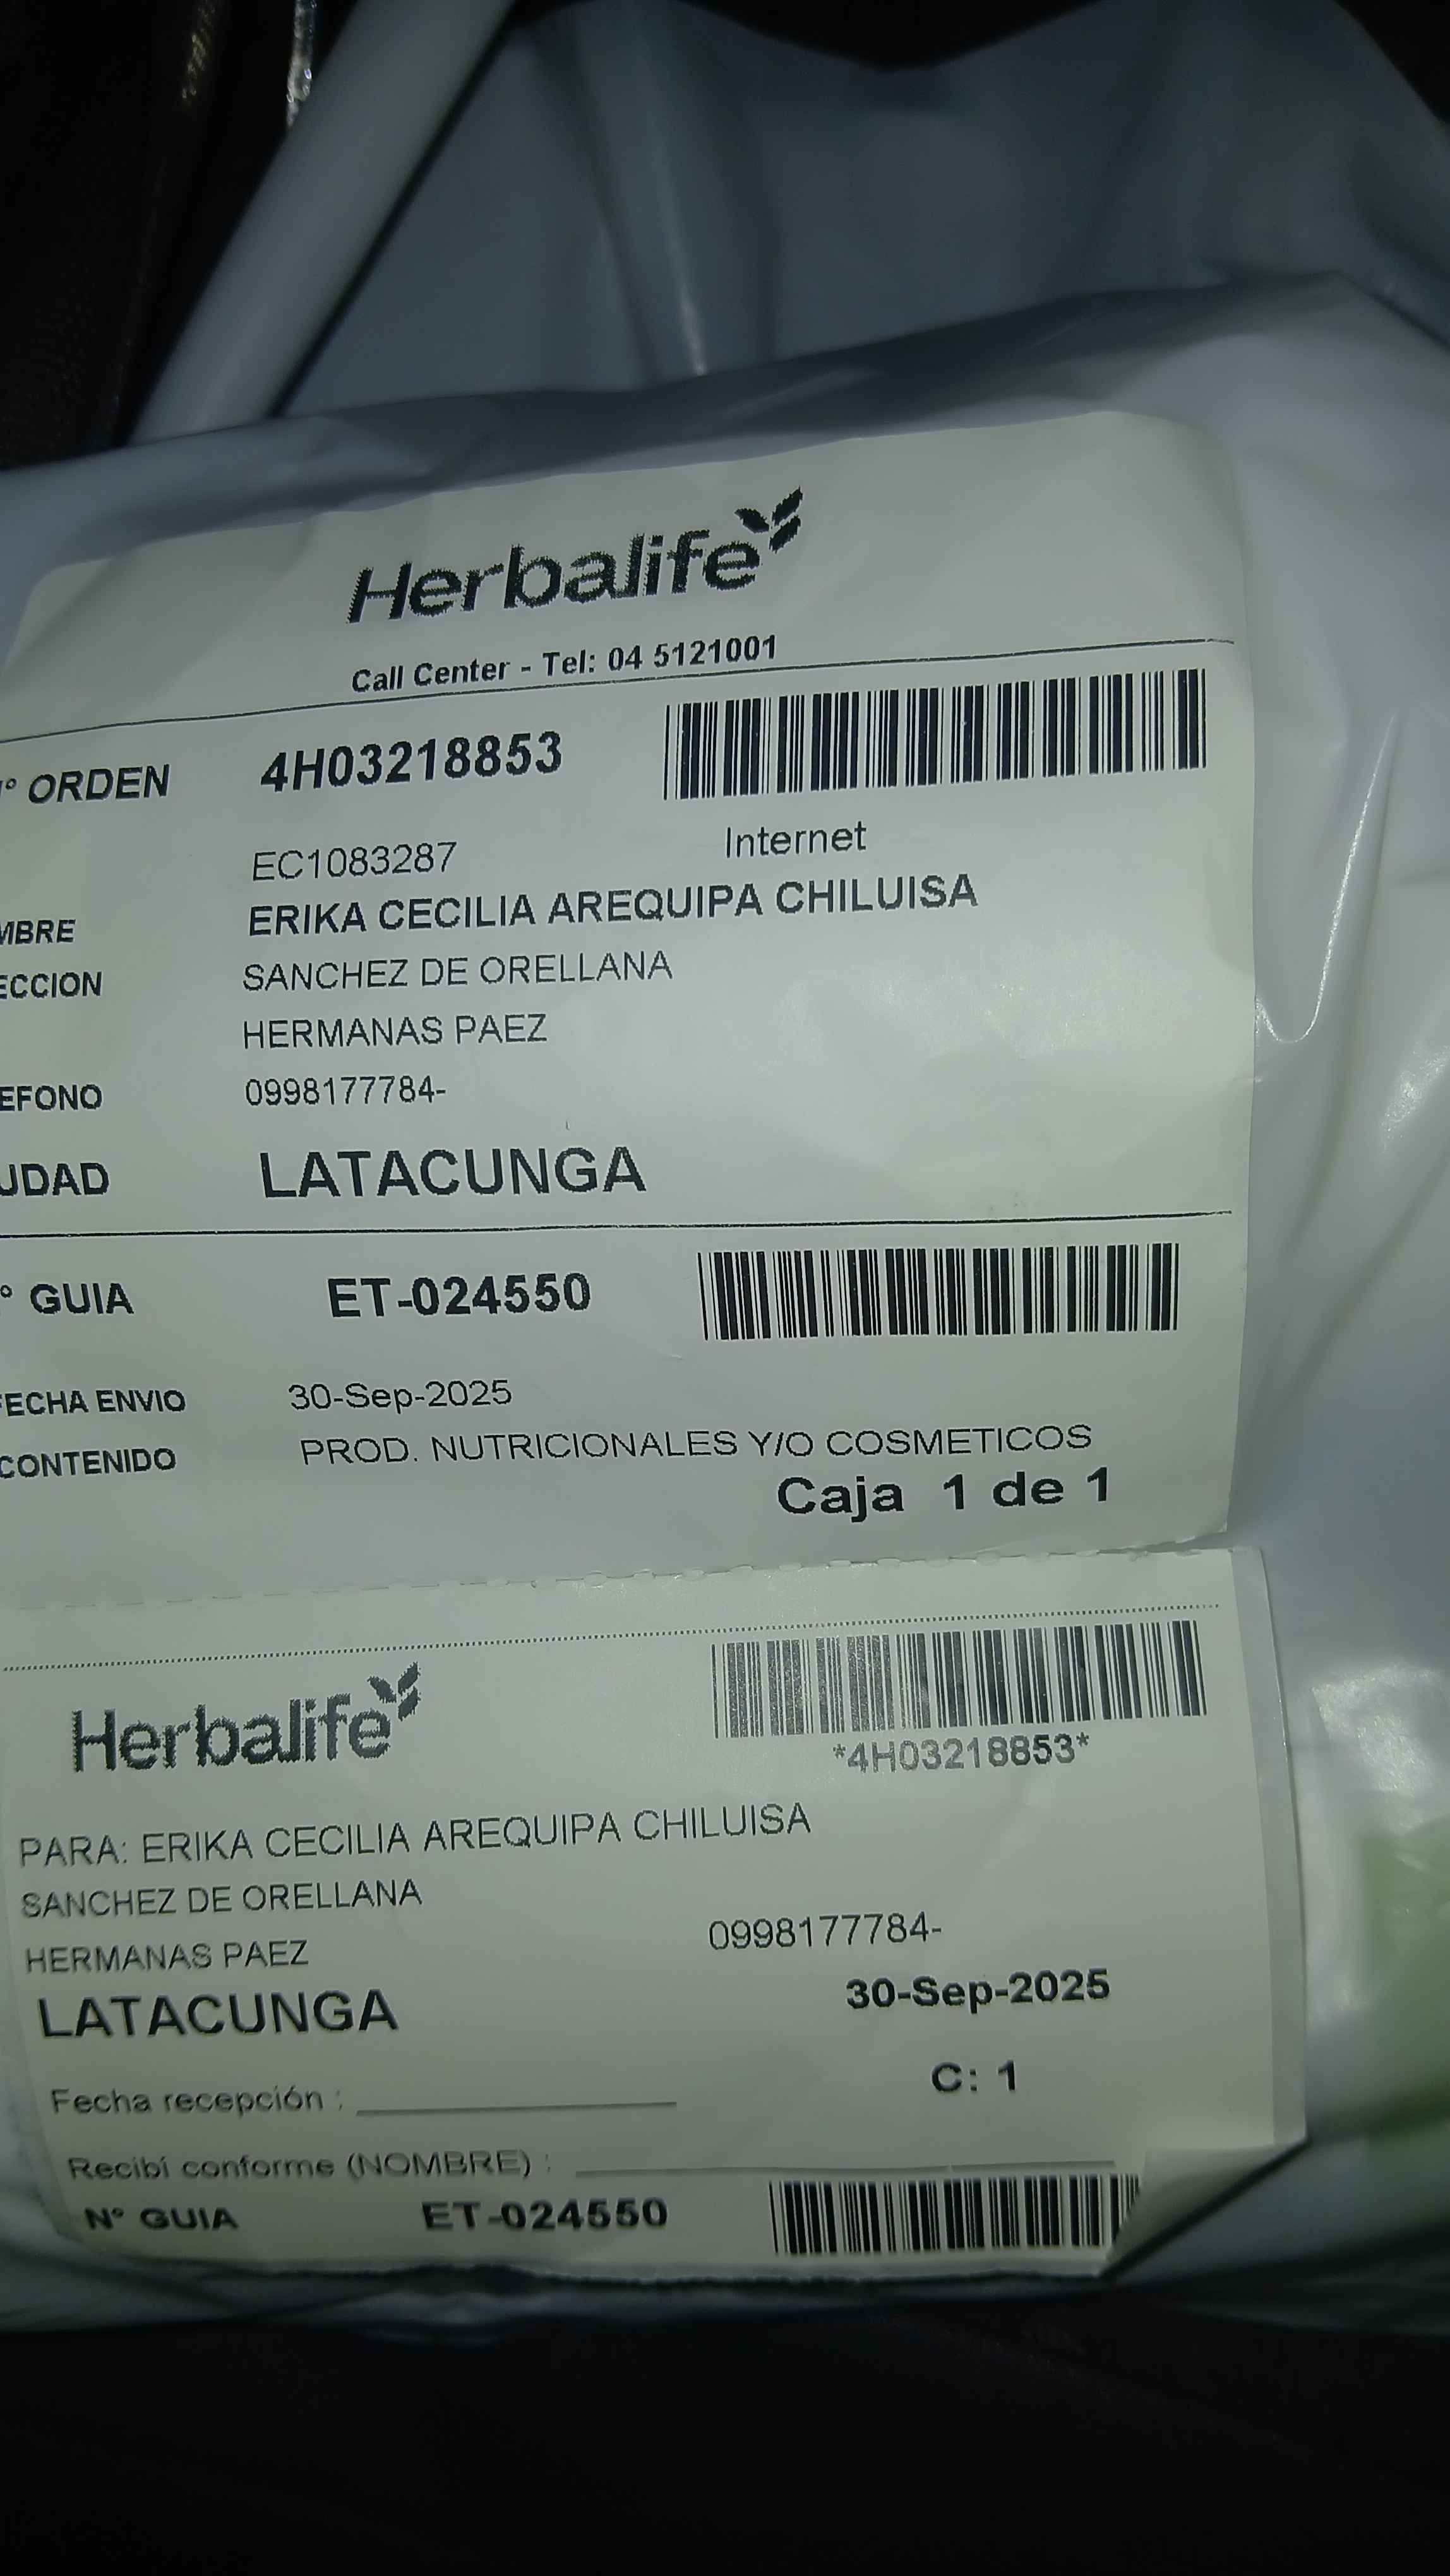 Herbalife
Call Center - Tel: 04 5121001
° ORDEN 4H03218853
EC1083287 Internet
MBRE ERIKA CECILIA AREQUIPA CHILUISA
ECCION SANCHEZ DE ORELLANA
HERMANAS PAEZ
EFONO 0998177784-
UDAD LATACUNGA
° GUIA ET-024550
FECHA ENVIO 30-Sep-2025
CONTENIDO PROD. NUTRICIONALES Y/O COSMETICOS
Caja 1 de 1
Herbalife
*4H03218853*
PARA: ERIKA CECILIA AREQUIPA CHILUISA
SANCHEZ DE ORELLANA
HERMANAS PAEZ 0998177784-
LATACUNGA 30-Sep-2025
C: 1
Fecha recepción :
Recibí conforme (NOMBRE) :
N° GUIA ET-024550